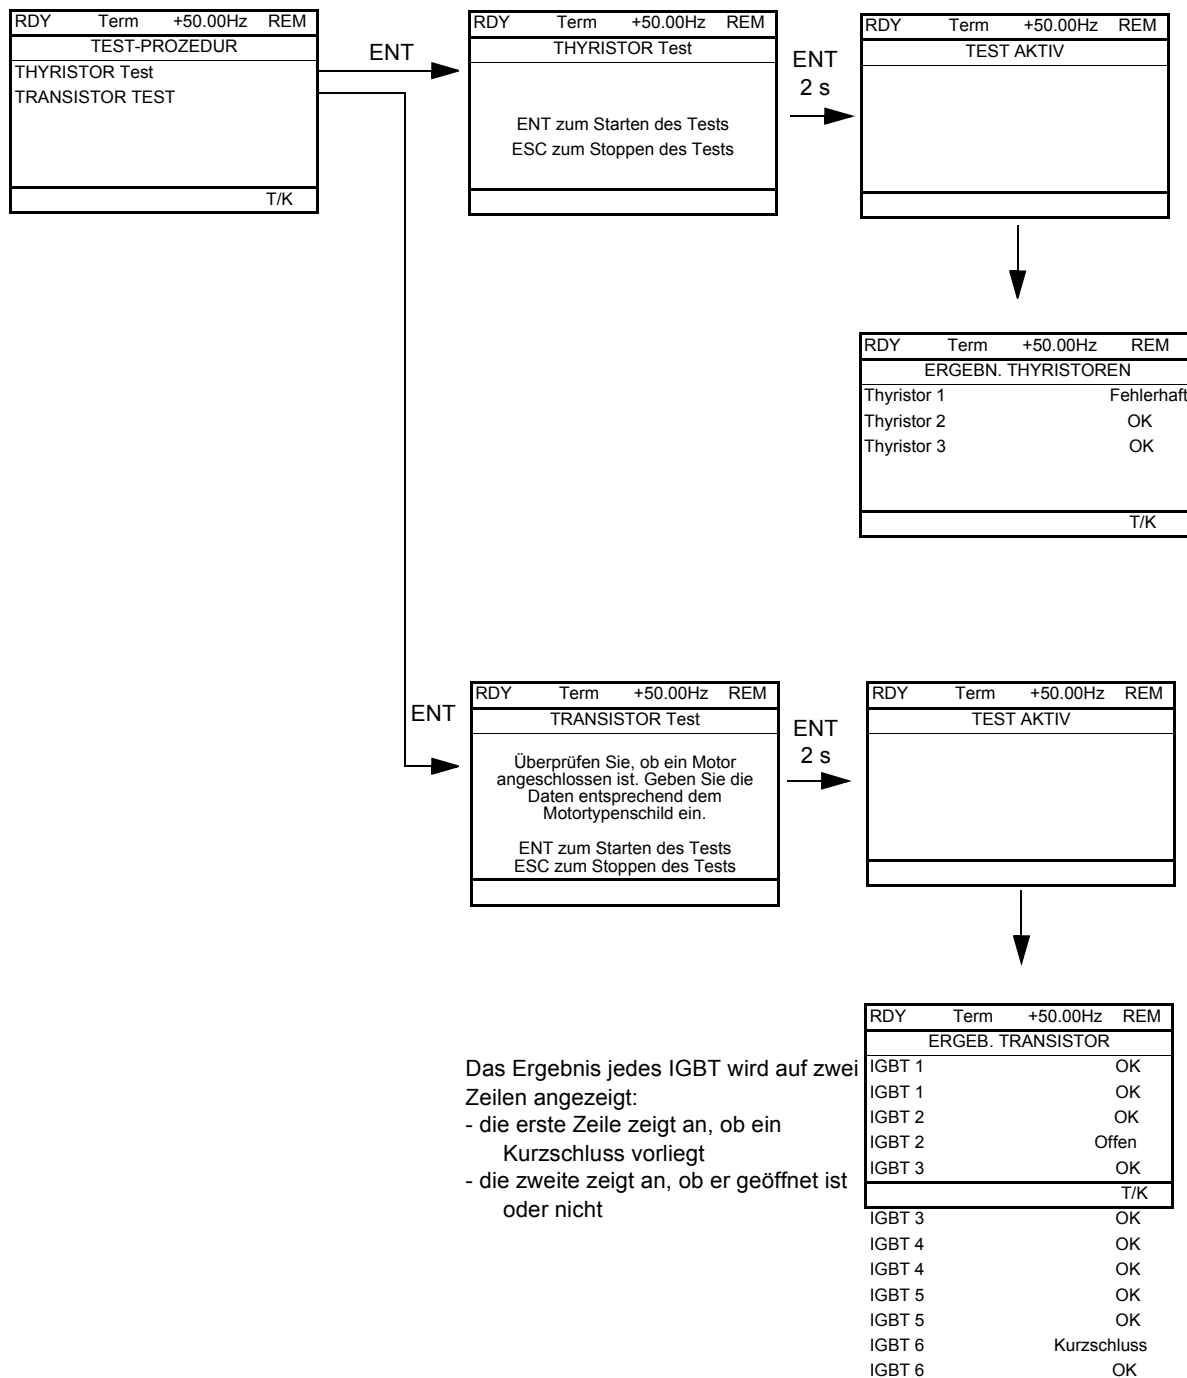 RDY Term +50.00Hz REM
TEST-PROZEDUR
THYRISTOR Test
TRANSISTOR TEST
T/K
ENT
RDY Term +50.00Hz REM
THYRISTOR Test
ENT zum Starten des Tests
ESC zum Stoppen des Tests
ENT
2 s
RDY Term +50.00Hz REM
TEST AKTIV
RDY Term +50.00Hz REM
ERGEBN. THYRISTOREN
Thyristor 1 Fehlerhaft
Thyristor 2 OK
Thyristor 3 OK
T/K
ENT
RDY Term +50.00Hz REM
TRANSISTOR Test
Überprüfen Sie, ob ein Motor
angeschlossen ist. Geben Sie die
Daten entsprechend dem
Motortypenschild ein.
ENT zum Starten des Tests
ESC zum Stoppen des Tests
ENT
2 s
RDY Term +50.00Hz REM
TEST AKTIV
Das Ergebnis jedes IGBT wird auf zwei
Zeilen angezeigt:
- die erste Zeile zeigt an, ob ein
Kurzschluss vorliegt
- die zweite zeigt an, ob er geöffnet ist
oder nicht
RDY Term +50.00Hz REM
ERGEB. TRANSISTOR
IGBT 1 OK
IGBT 1 OK
IGBT 2 OK
IGBT 2 Offen
IGBT 3 OK
T/K
IGBT 3 OK
IGBT 4 OK
IGBT 4 OK
IGBT 5 OK
IGBT 5 OK
IGBT 6 Kurzschluss
IGBT 6 OK